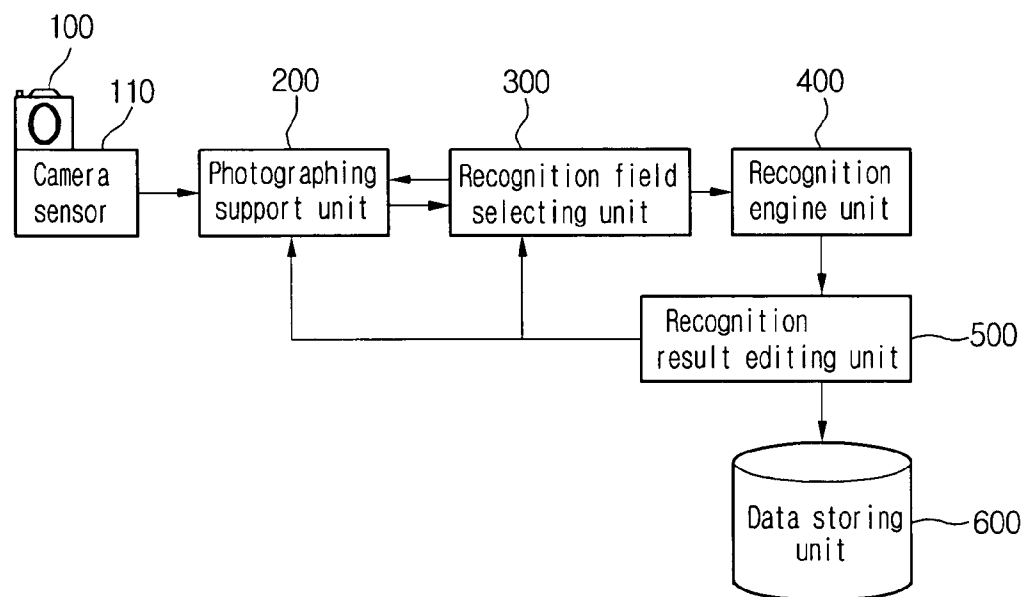 100
110
200
300
400
Camera
sensor
Photographing
support unit
Recognition field
selecting unit
Recognition
engine unit
Recognition
result editing unit
500
Data storing
unit
600